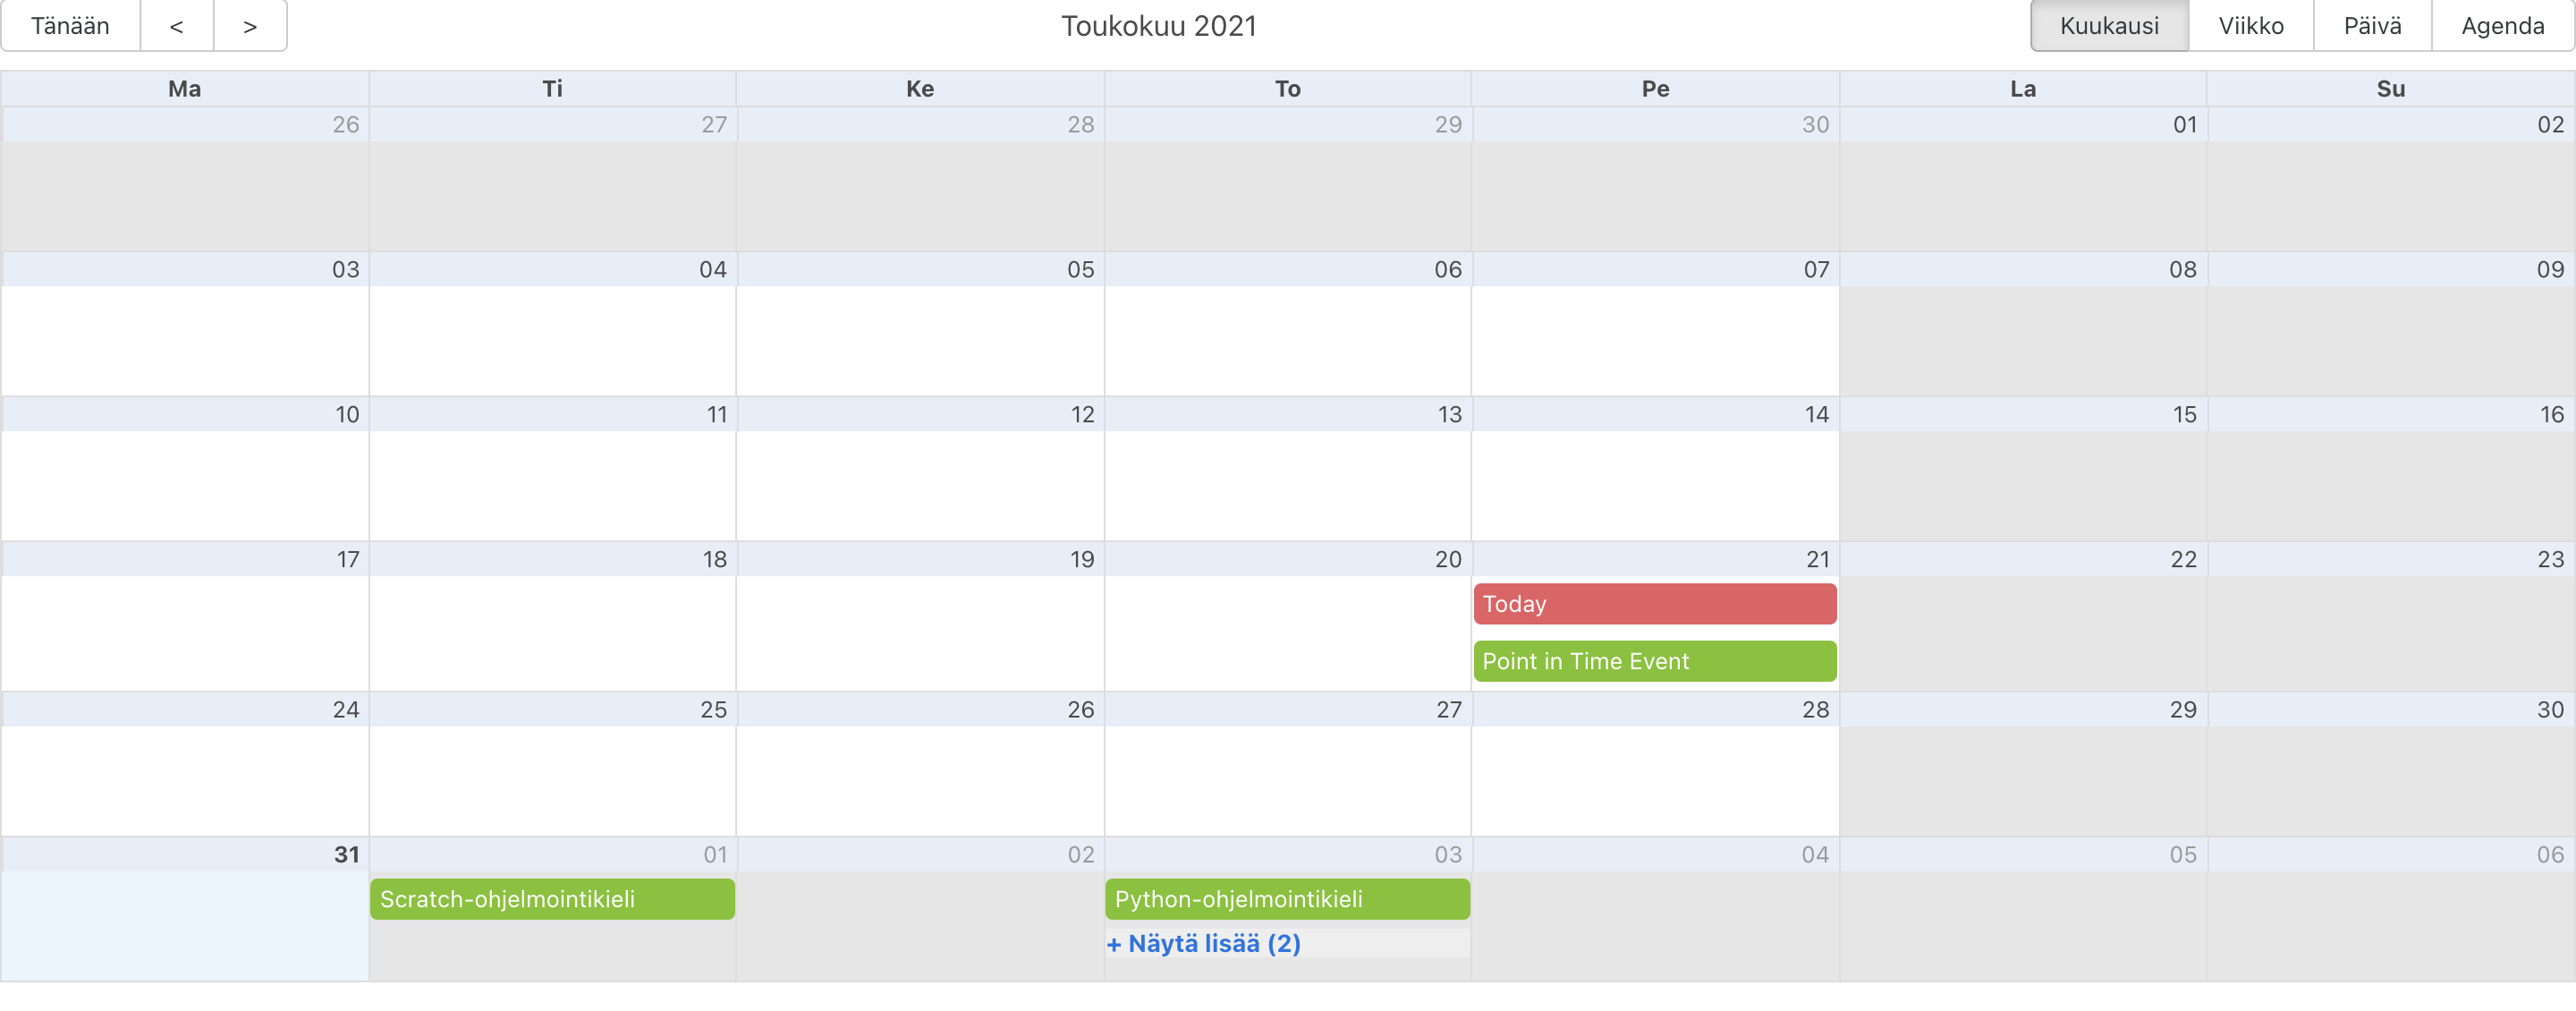 Tänään < > Toukokuu 2021 Kuukausi Viikko Päivä Agenda
Ma Ti Ke To Pe La Su
26 27 28 29 30 01 02
03 04 05 06 07 08 09
10 11 12 13 14 15 16
17 18 19 20 21 22 23
Today
Point in Time Event
24 25 26 27 28 29 30
31 01 02 03 04 05 06
Scratch-ohjelmointikieli Python-ohjelmointikieli
+ Näytä lisää (2)